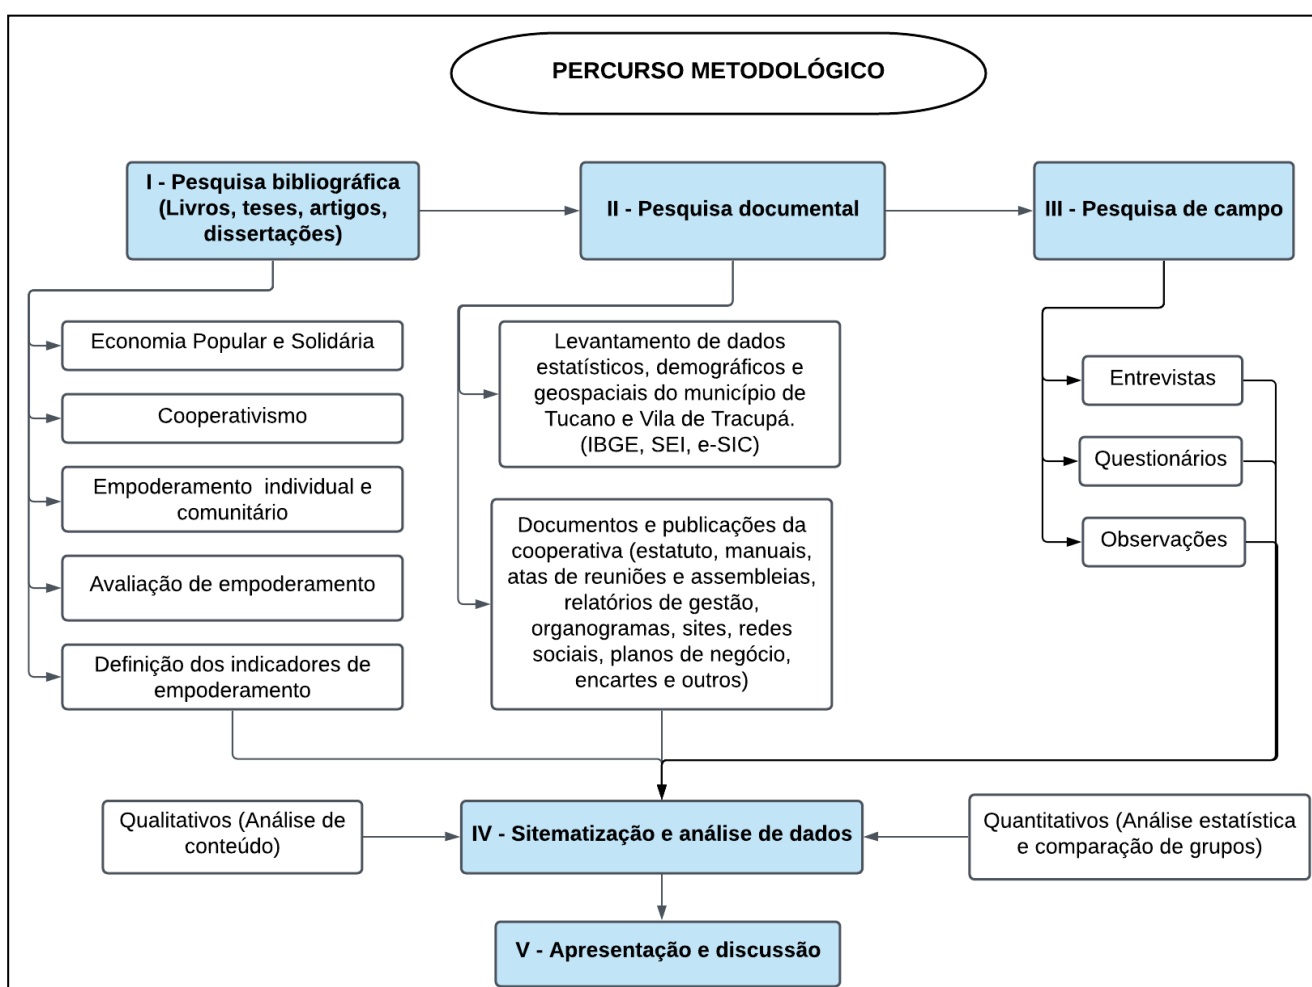 PERCURSO METODOLÓGICO
I - Pesquisa bibliográfica
(Livros, teses, artigos,
dissertações)
II - Pesquisa documental
III - Pesquisa de campo
Economia Popular e Solidária
Cooperativismo
Empoderamento  individual e
comunitário
Avaliação de empoderamento
Definição dos indicadores de
empoderamento
Levantamento de dados
estatísticos, demográficos e
geospaciais do município de
Tucano e Vila de Tracupá.
(IBGE, SEI, e-SIC)
Documentos e publicações da
cooperativa (estatuto, manuais,
atas de reuniões e assembleias,
relatórios de gestão,
organogramas, sites, redes
sociais, planos de negócio,
encartes e outros)
Entrevistas
Questionários
Observações
Qualitativos (Análise de
conteúdo)
IV - Sitematização e análise de dados
Quantitativos (Análise estatística
e comparação de grupos)
V - Apresentação e discussão